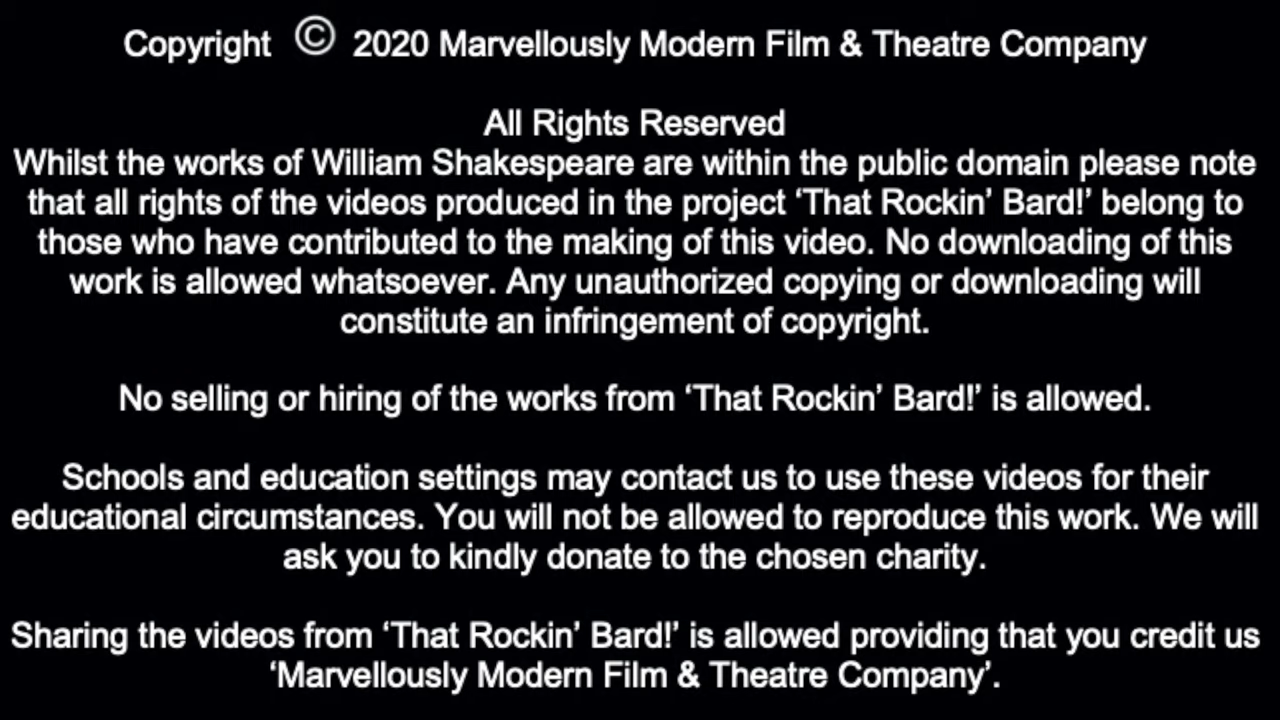 Copyright © 2020 Marvellously Modern Film & Theatre Company
All Rights Reserved
Whilst the works of William Shakespeare are within the public domain please note
that all rights of the videos produced in the project ‘That Rockin’ Bard!’ belong to
those who have contributed to the making of this video. No downloading of this
work is allowed whatsoever. Any unauthorized copying or downloading will
constitute an infringement of copyright.
No selling or hiring of the works from ‘That Rockin’ Bard!’ is allowed.
Schools and education settings may contact us to use these videos for their
educational circumstances. You will not be allowed to reproduce this work. We will
ask you to kindly donate to the chosen charity.
Sharing the videos from ‘That Rockin’ Bard!’ is allowed providing that you credit us
‘Marvellously Modern Film & Theatre Company’.